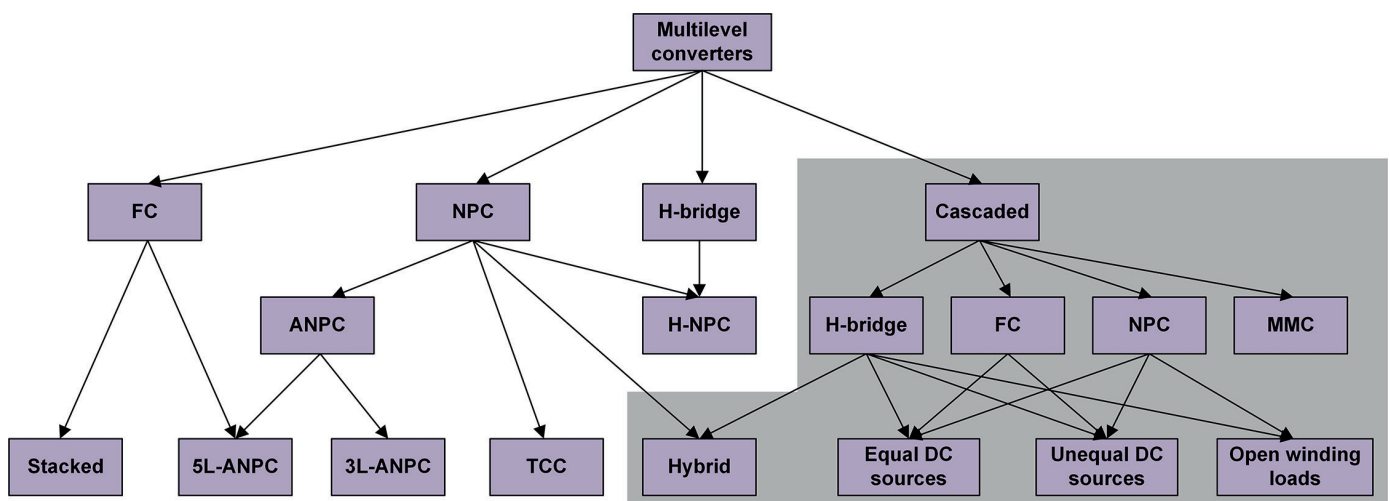 Multilevel
converters
FC
NPC
H-bridge
Cascaded
ANPC
H-NPC
H-bridge
FC
NPC
MMC
Stacked
5L-ANPC
3L-ANPC
TCC
Hybrid
Equal DC
sources
Unequal DC
sources
Open winding
loads